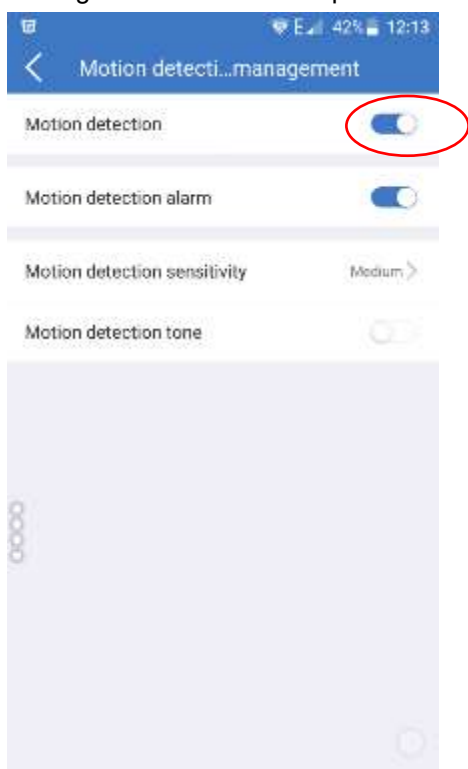 E 42% 12:13
Motion detecti...management
Motion detection
Motion detection alarm
Motion detection sensitivity Medium >
Motion detection tone